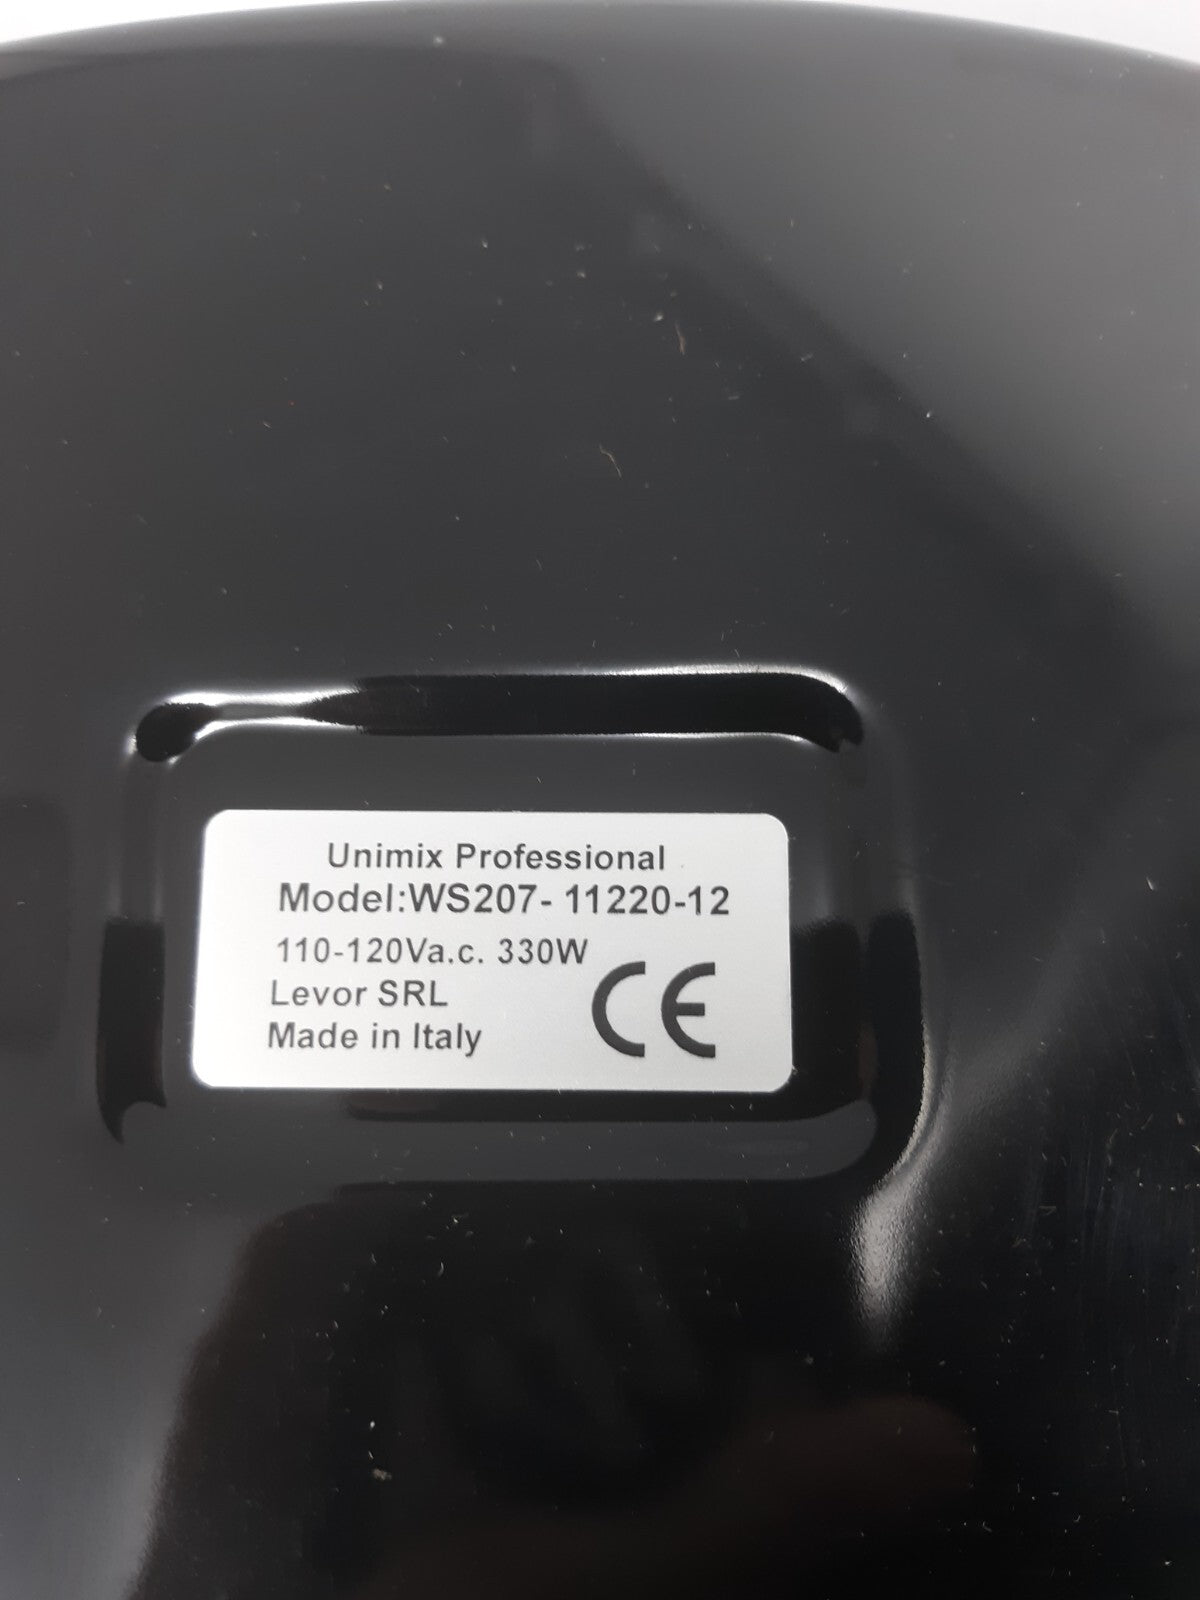 Unimix Professional
Model:WS207- 11220-12
110-120Va.c. 330W
Levor SRL
Made in Italy
CE